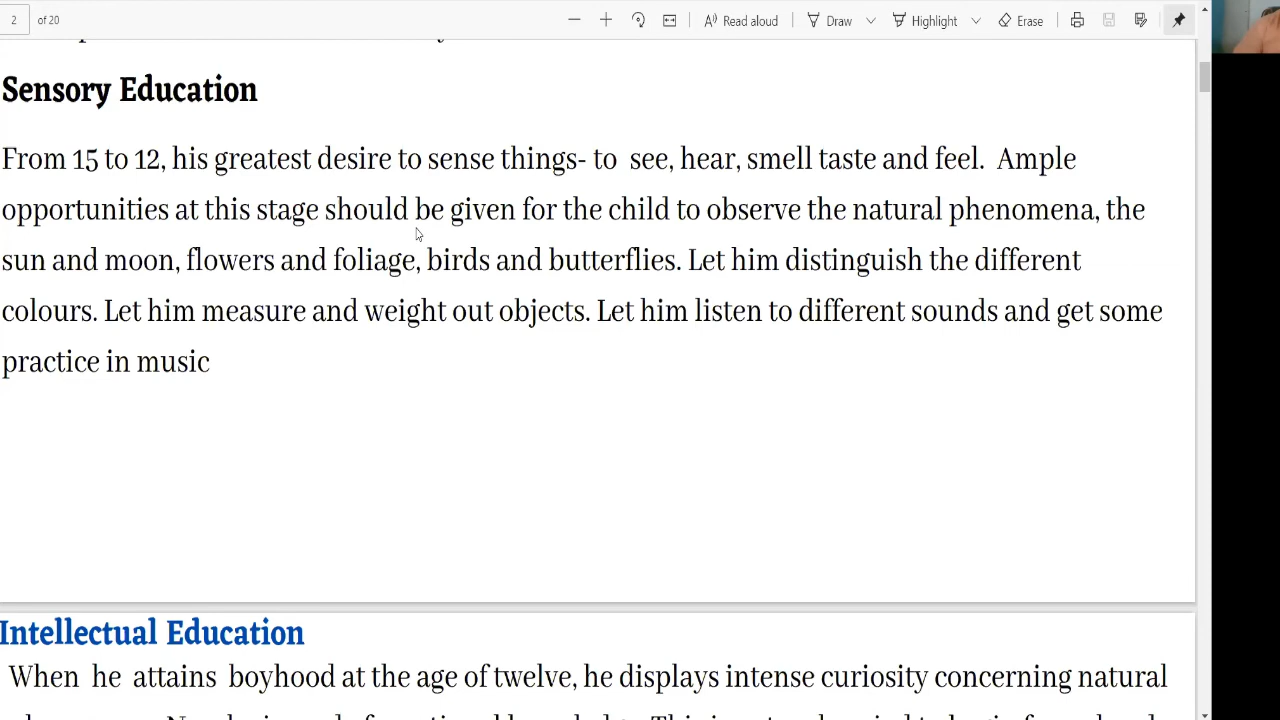 2 of 20 Read aloud Draw Highlight Erase
Sensory Education
From 15 to 12, his greatest desire to sense things- to see, hear, smell taste and feel. Ample
opportunities at this stage should be given for the child to observe the natural phenomena, the
sun and moon, flowers and foliage, birds and butterflies. Let him distinguish the different
colours. Let him measure and weight out objects. Let him listen to different sounds and get some
practice in music
Intellectual Education
When he attains boyhood at the age of twelve, he displays intense curiosity concerning natural